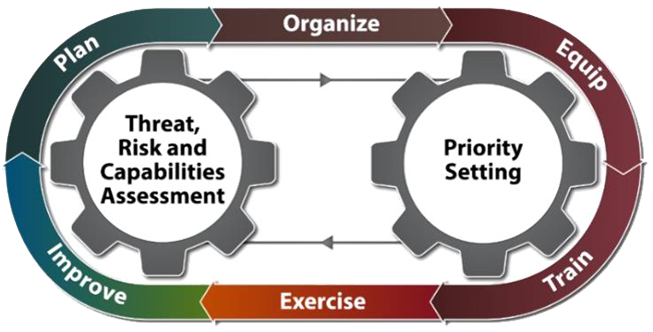 Plan
Organize
Equip
Threat,
Risk and
Capabilities
Assessment
Priority
Setting
Improve
Exercise
Train